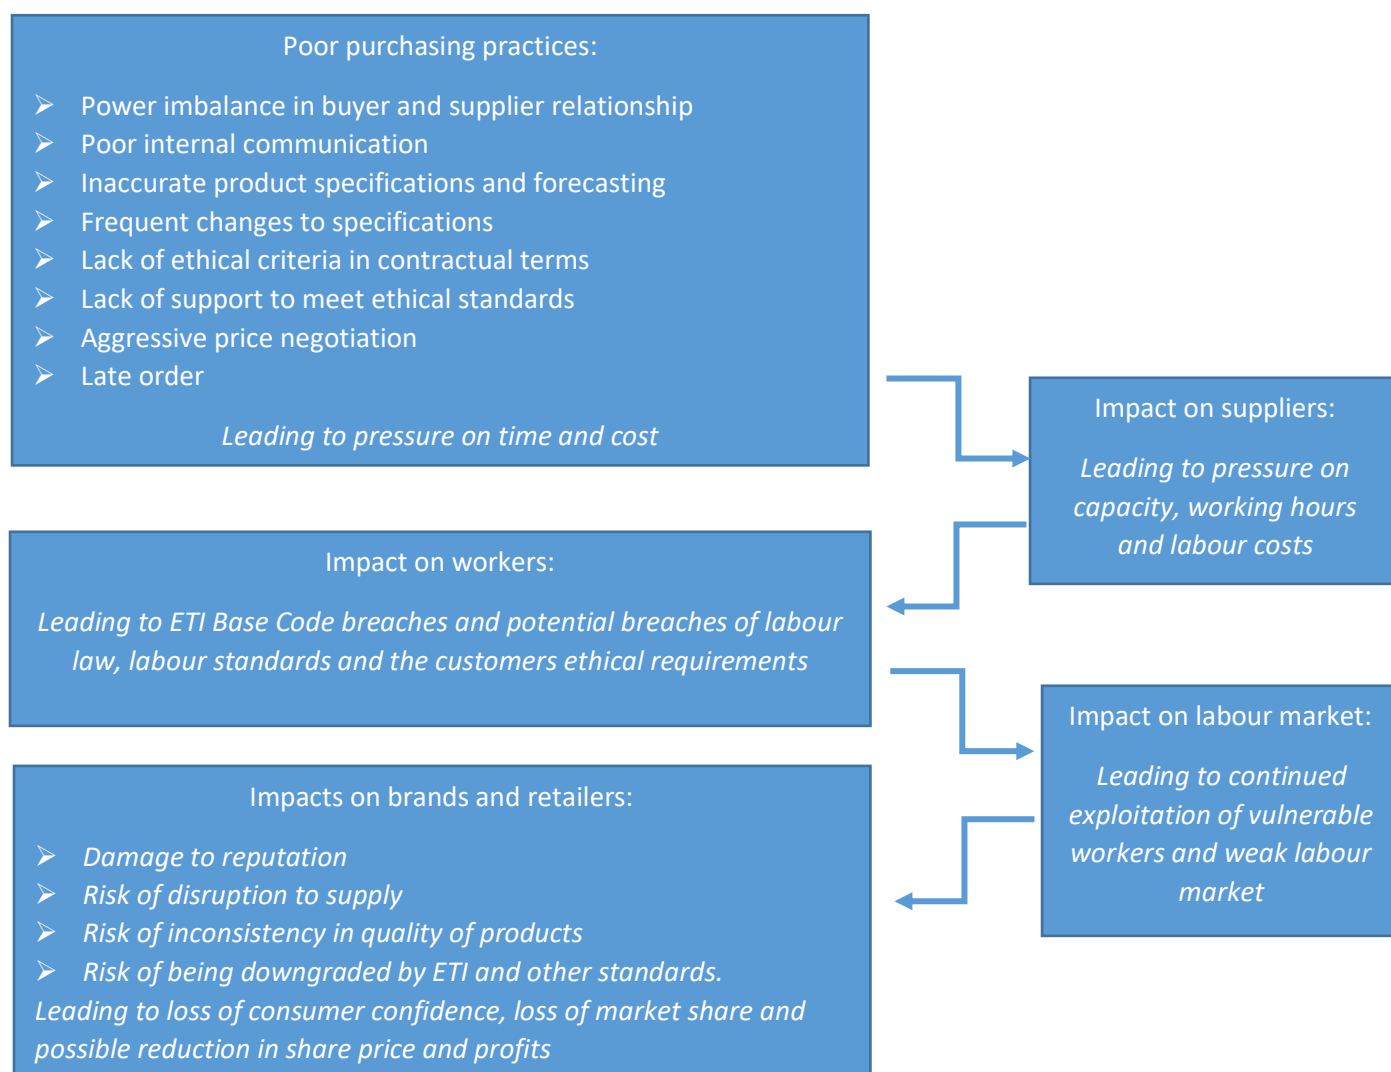 Poor purchasing practices:
➢ Power imbalance in buyer and supplier relationship
➢ Poor internal communication
➢ Inaccurate product specifications and forecasting
➢ Frequent changes to specifications
➢ Lack of ethical criteria in contractual terms
➢ Lack of support to meet ethical standards
➢ Aggressive price negotiation
➢ Late order
Leading to pressure on time and cost
Impact on suppliers:
Leading to pressure on
capacity, working hours
and labour costs
Impact on workers:
Leading to ETI Base Code breaches and potential breaches of labour
law, labour standards and the customers ethical requirements
Impact on labour market:
Leading to continued
exploitation of vulnerable
workers and weak labour
market
Impacts on brands and retailers:
➢ Damage to reputation
➢ Risk of disruption to supply
➢ Risk of inconsistency in quality of products
➢ Risk of being downgraded by ETI and other standards.
Leading to loss of consumer confidence, loss of market share and
possible reduction in share price and profits